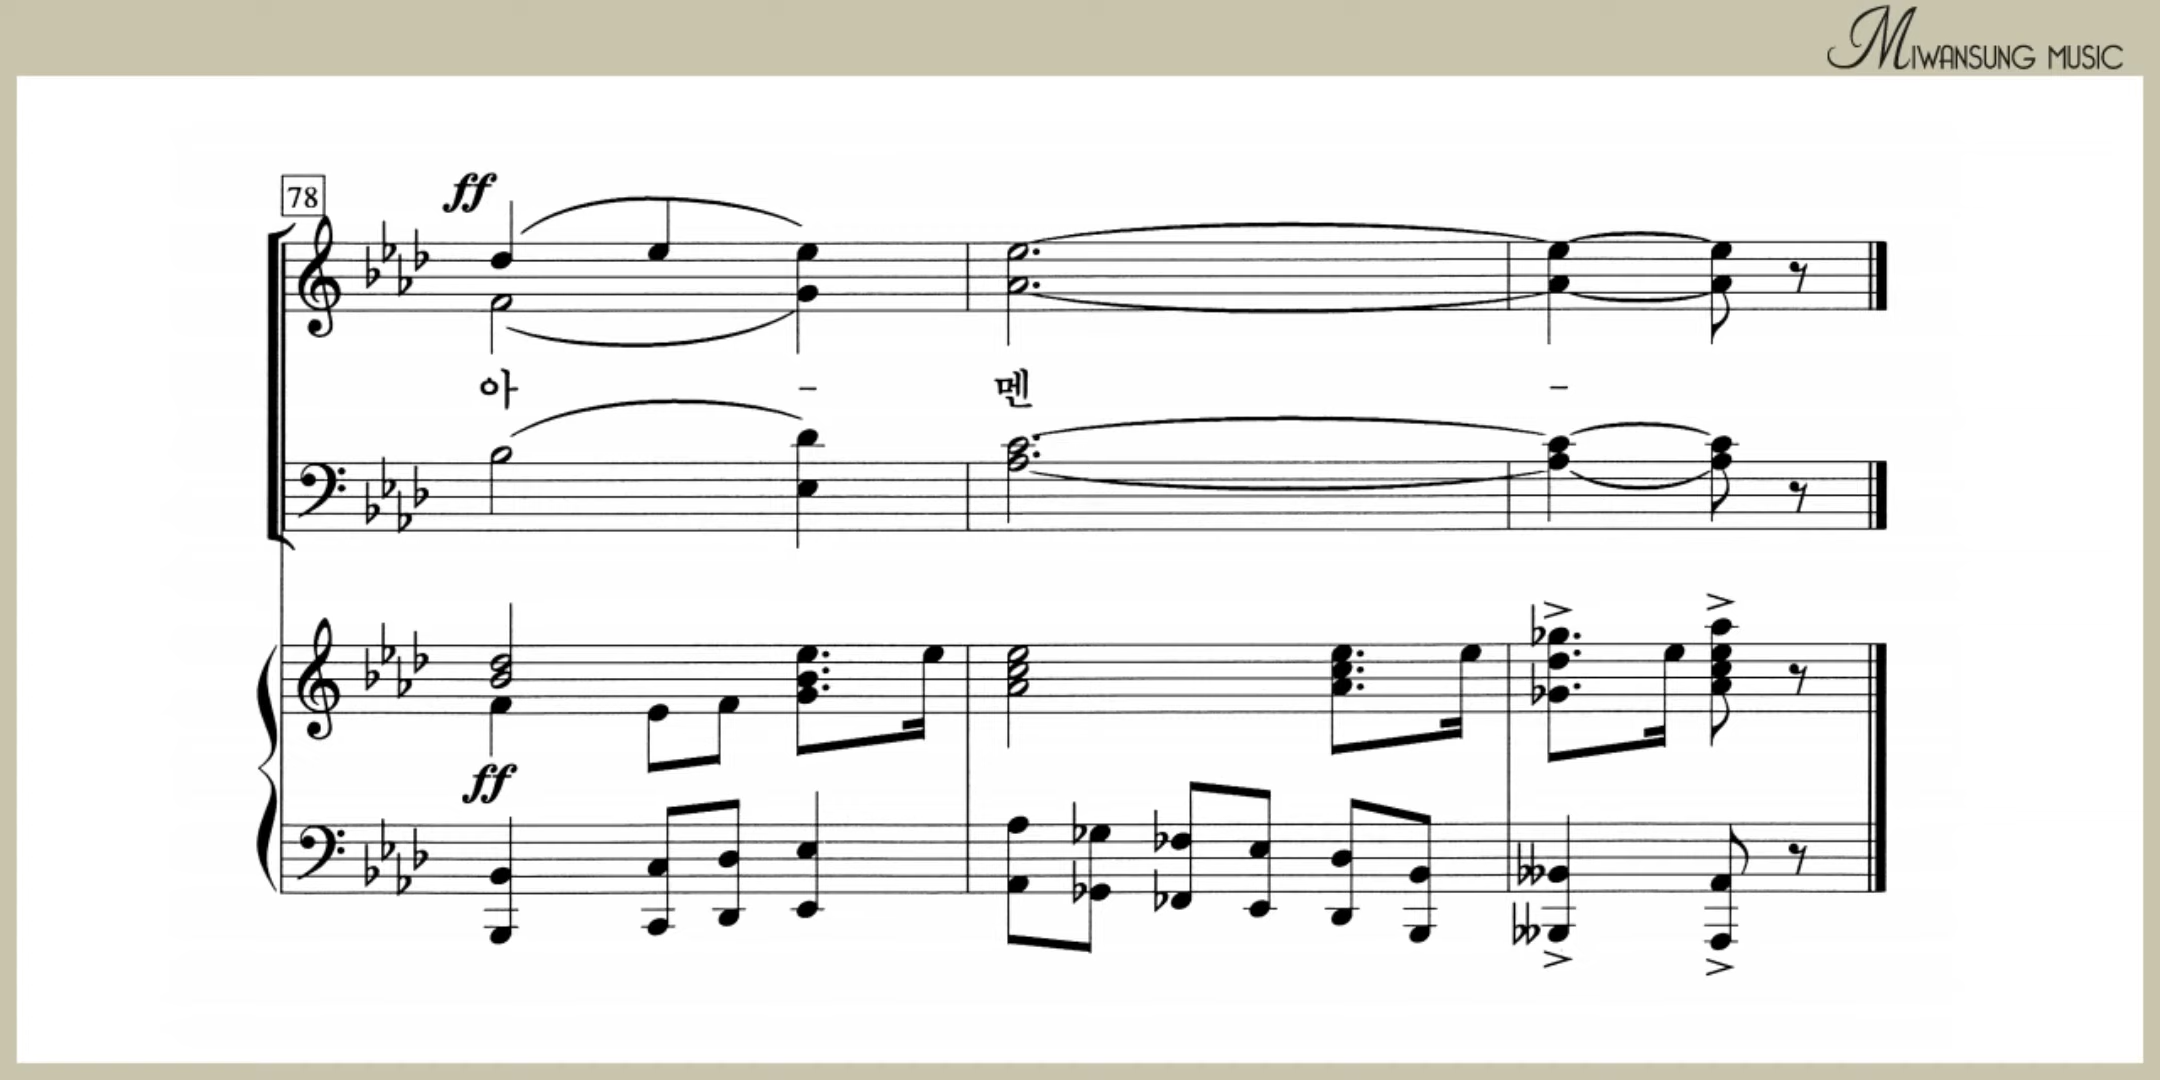 MIWANSUNG MUSIC
78
ff
아 – 멘 –
ff